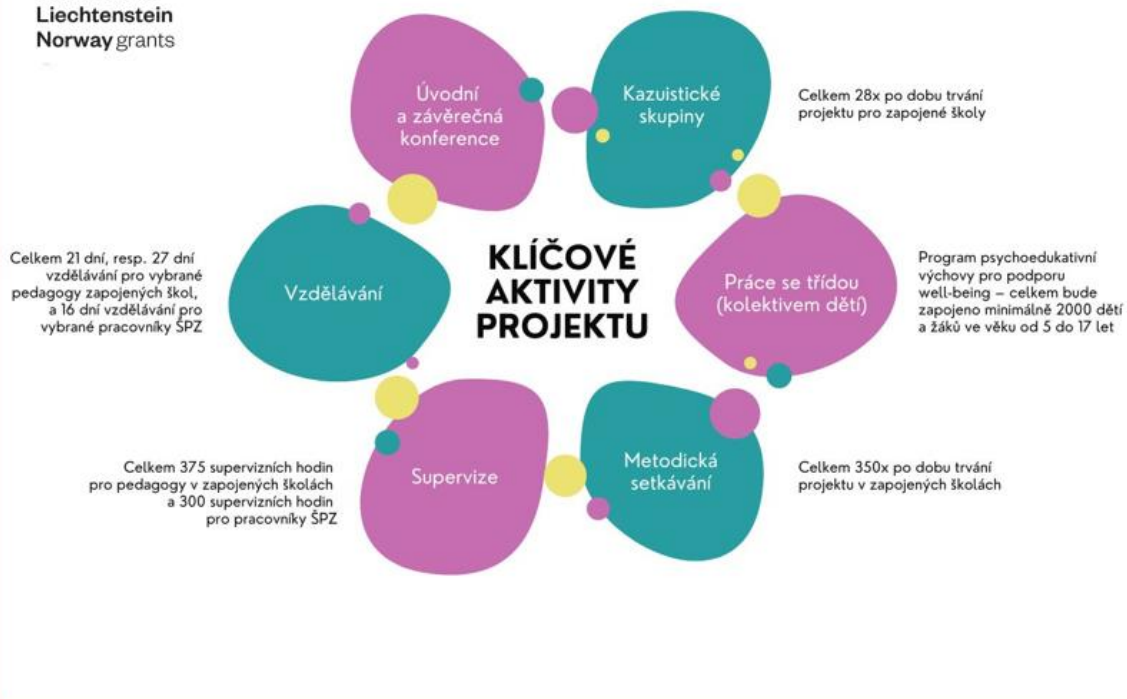 Liechtenstein
Norway grants
Úvodní
a závěrečná
konference
Kazuistické
skupiny
Celkem 28x po dobu trvání
projektu pro zapojené školy
Celkem 21 dní, resp. 27 dní
vzdělávání pro vybrané
pedagogy zapojených škol,
a 16 dní vzdělávání pro
vybrané pracovníky ŠPZ
Vzdělávání
KLÍČOVÉ
AKTIVITY
PROJEKTU
Práce se třídou
(kolektivem dětí)
Program psychoedukativní
výchovy pro podporu
well-being – celkem bude
zapojeno minimálně 2000 dětí
a žáků ve věku od 5 do 17 let
Celkem 375 supervizních hodin
pro pedagogy v zapojených školách
a 300 supervizních hodin
pro pracovníky ŠPZ
Supervize
Metodická
setkávání
Celkem 350x po dobu trvání
projektu v zapojených školách